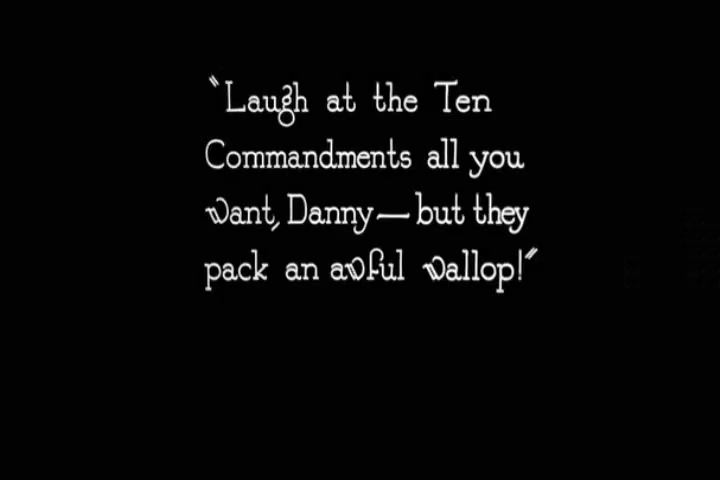 "Laugh at the Ten
Commandments all you
want, Danny—but they
pack an awful wallop!"